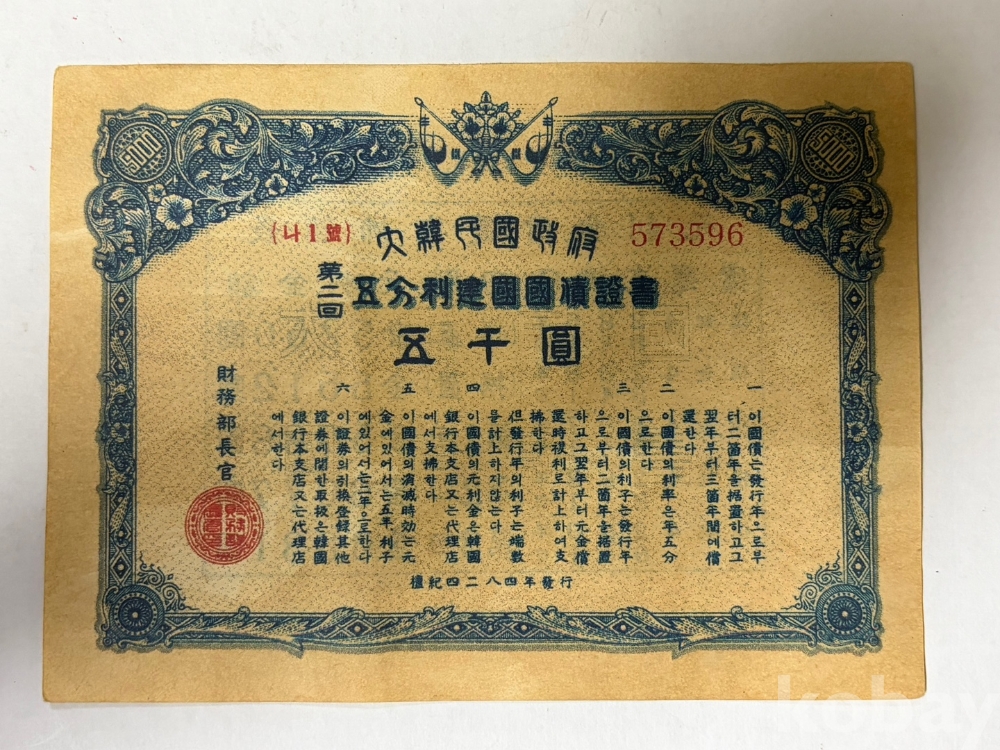 5000
5000
{나1號}
大韓民國政府
573596
第二回
五分利建國國債證書
五千圓
一
이國債는發行年으로부
터二箇年을据置하고그
翌年부터三箇年間에償
還한다
二
이國債의利率은年五分
으로한다
三
이國債의利子는發行年
으로부터二箇年을据置
하고그翌年부터元金償
還時複利로計上하여支
拂한다
但發行年의利子는端數
를計上하지않는다
四
이國債의元利金은韓國
銀行本支店又는代理店
에서支拂한다
五
이國債의消滅時効는元
金에있어서는五年利子
에있어서는二年으로한다
六
이證券의引換登録其他
證券에関한取扱은韓國
銀行本支店又는代理店
에서한다
財務部長官
檀紀四二八四年發行
kobay